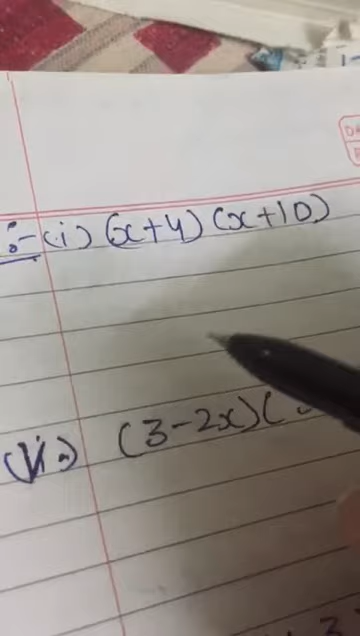 :- (i) (x+4) (x+10)
(ii) (3-2x)(